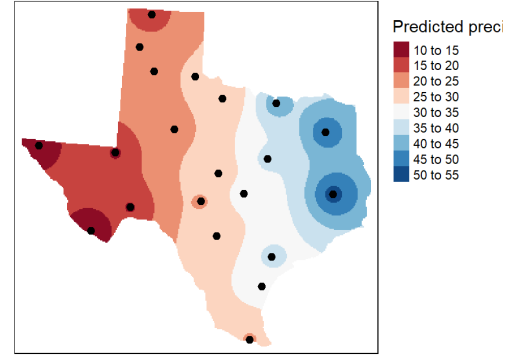 Predicted preci
10 to 15
15 to 20
20 to 25
25 to 30
30 to 35
35 to 40
40 to 45
45 to 50
50 to 55